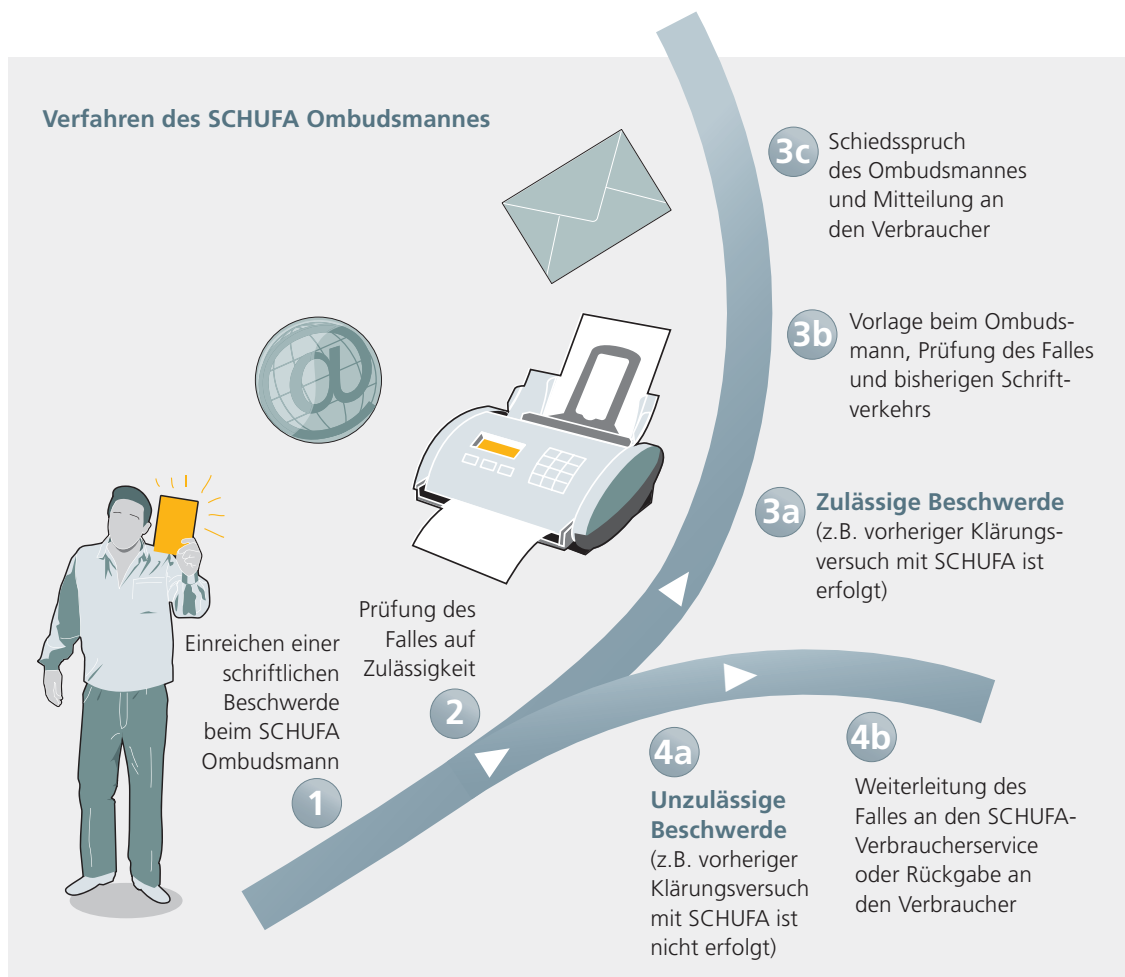 Verfahren des SCHUFA Ombudsmannes
1
Einreichen einer
schriftlichen
Beschwerde
beim SCHUFA
Ombudsmann
2
Prüfung des
Falles auf
Zulässigkeit
3a
Zulässige Beschwerde
(z.B. vorheriger Klärungs-
versuch mit SCHUFA ist
erfolgt)
3b
Vorlage beim Ombuds-
mann, Prüfung des Falles
und bisherigen Schrift-
verkehrs
3c
Schiedsspruch
des Ombudsmannes
und Mitteilung an
den Verbraucher
4a
Unzulässige
Beschwerde
(z.B. vorheriger
Klärungsversuch
mit SCHUFA ist
nicht erfolgt)
4b
Weiterleitung des
Falles an den SCHUFA-
Verbraucherservice
oder Rückgabe an
den Verbraucher
@